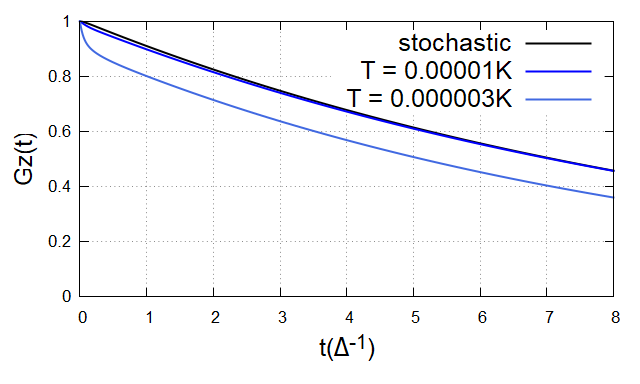 1
stochastic
T = 0.00001K
0.8
T = 0.000003K
0.6
Gz(t)
0.4
0.2
0
0 1 2 3 4 5 6 7 8
t(Δ⁻¹)